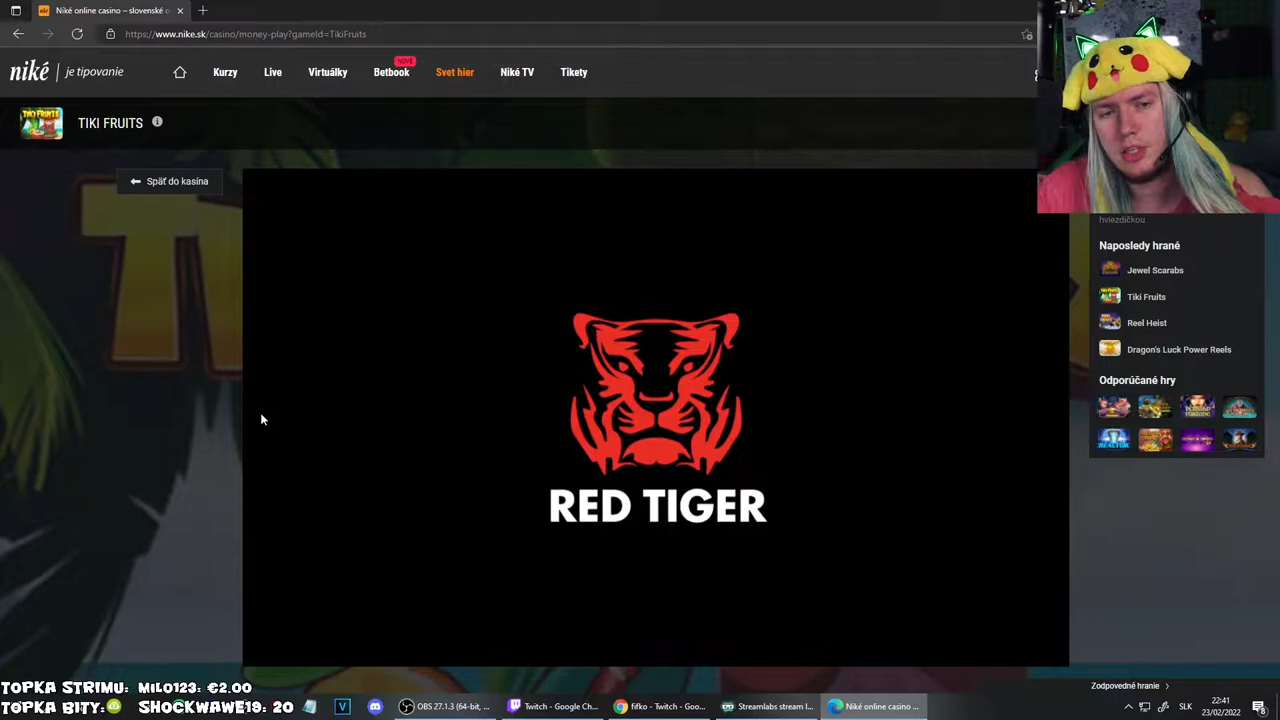 Niké online casino – slovenské o
https://www.nike.sk/casino/money-play?gameId=TikiFruits
niké | je tipovanie
Kurzy
Live
Virtuálky
NOVÉ
Betbook
Svet hier
Niké TV
Tikety
TIKI FRUITS
Späť do kasína
RED TIGER
hviezdičkou.
Naposledy hrané
Jewel Scarabs
Tiki Fruits
Reel Heist
Dragon's Luck Power Reels
Odporúčané hry
Zodpovedné hranie
TOPKA STRIMU: MILO123: €2.00
TOPKA BITY: SHOCKWAWE19: 20
OBS 27.1.3 (64-bit, ...
Twitch - Google Ch...
fifko - Twitch - Goo...
Streamlabs stream l...
Niké online casino ...
SLK
22:41
23/02/2022